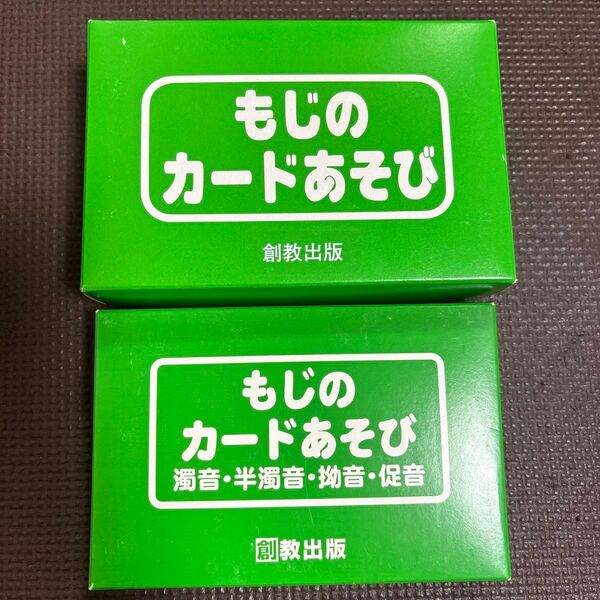 もじの
カードあそび
創教出版
もじの
カードあそび
濁音・半濁音・拗音・促音
創教出版